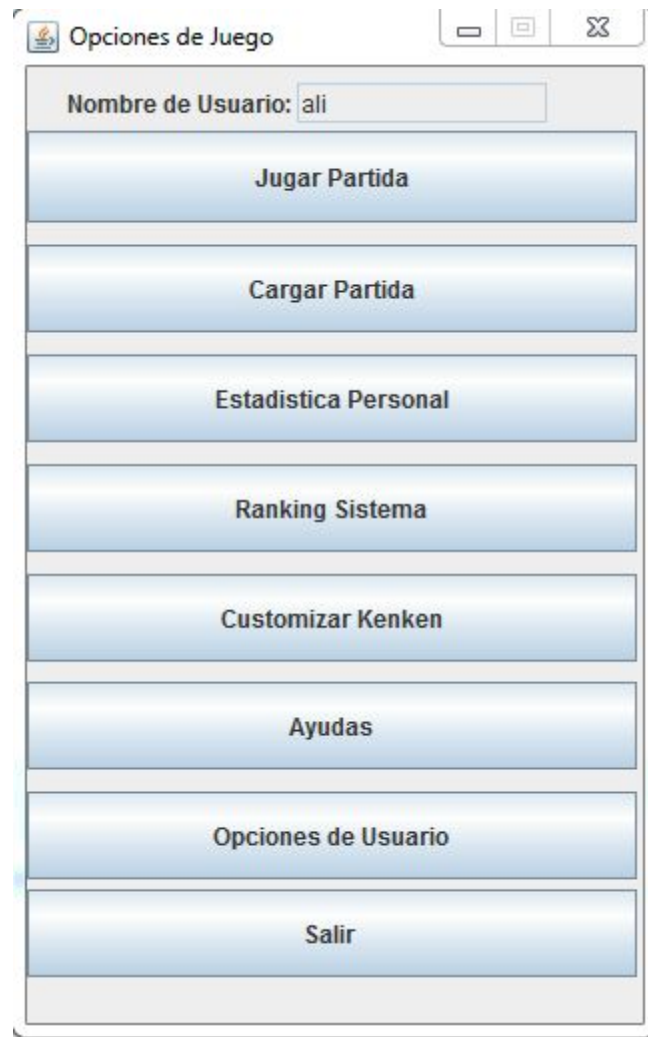 Opciones de Juego
Nombre de Usuario: ali
Jugar Partida
Cargar Partida
Estadistica Personal
Ranking Sistema
Customizar Kenken
Ayudas
Opciones de Usuario
Salir